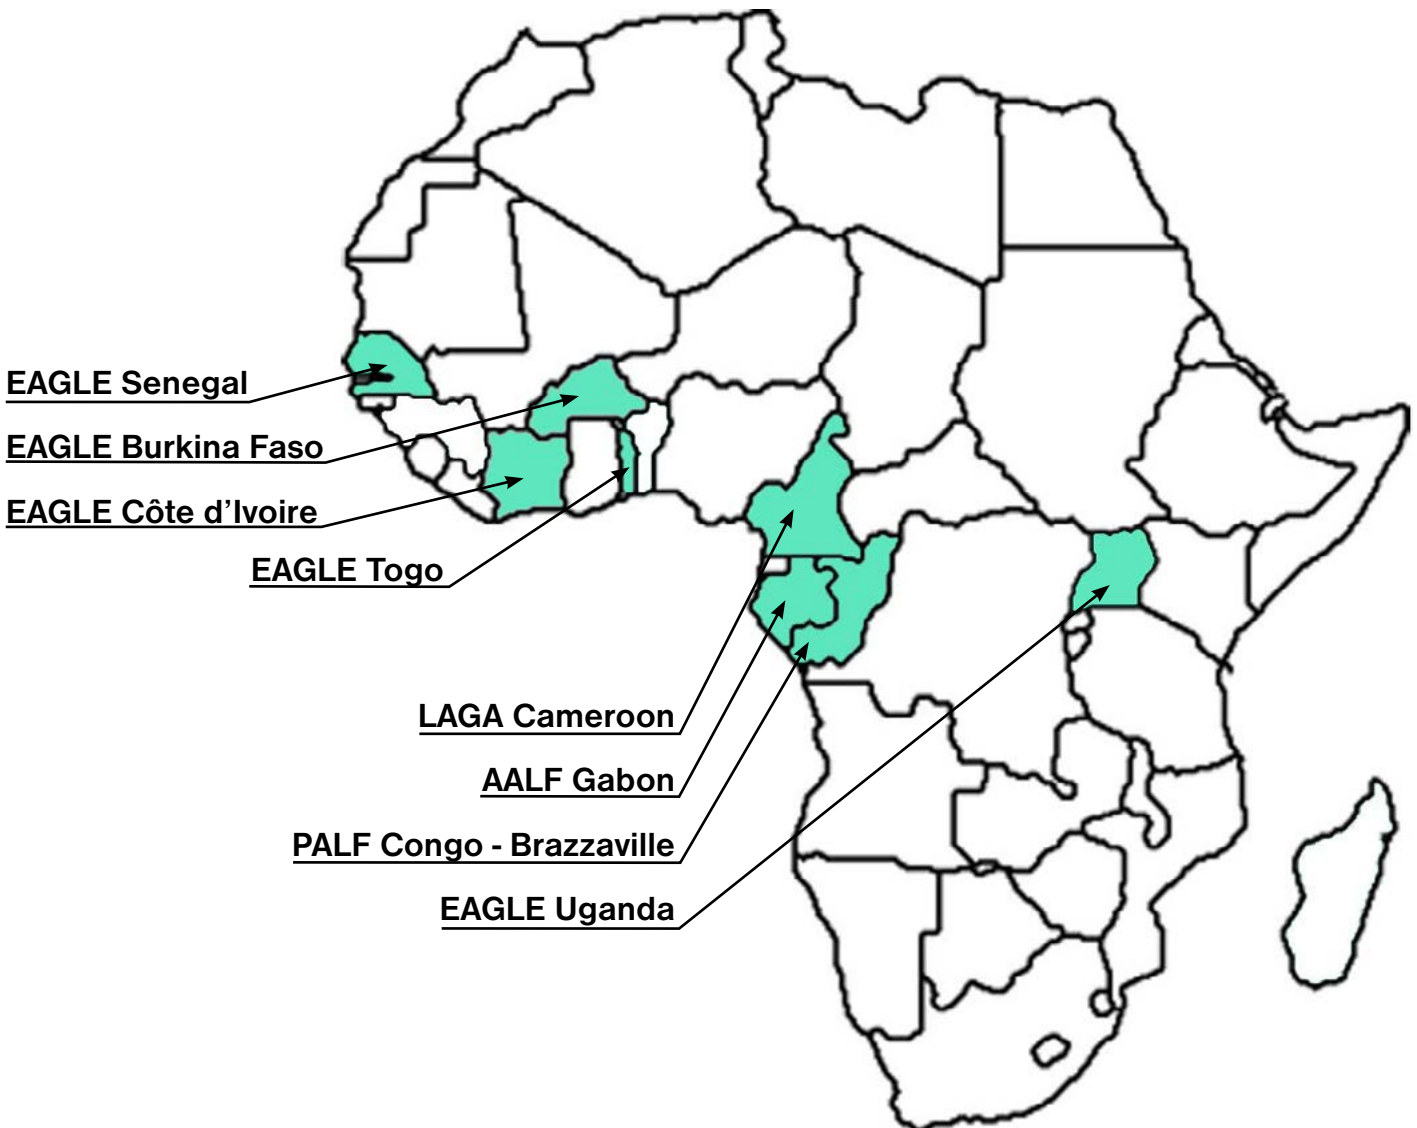 EAGLE Senegal
EAGLE Burkina Faso
EAGLE Côte d’Ivoire
EAGLE Togo
LAGA Cameroon
AALF Gabon
PALF Congo - Brazzaville
EAGLE Uganda